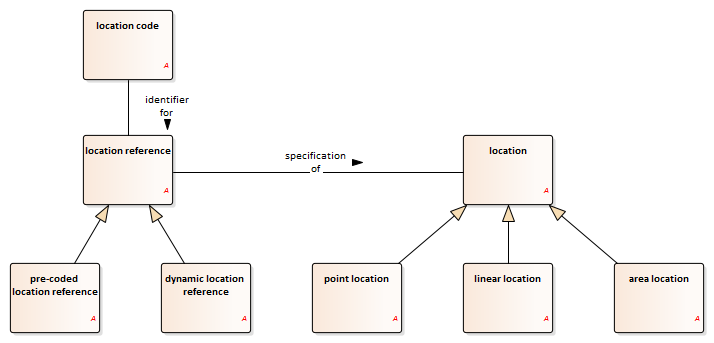 location code
A
identifier
for
location reference
A
specification
of
location
A
pre-coded
location reference
A
dynamic location
reference
A
point location
A
linear location
A
area location
A